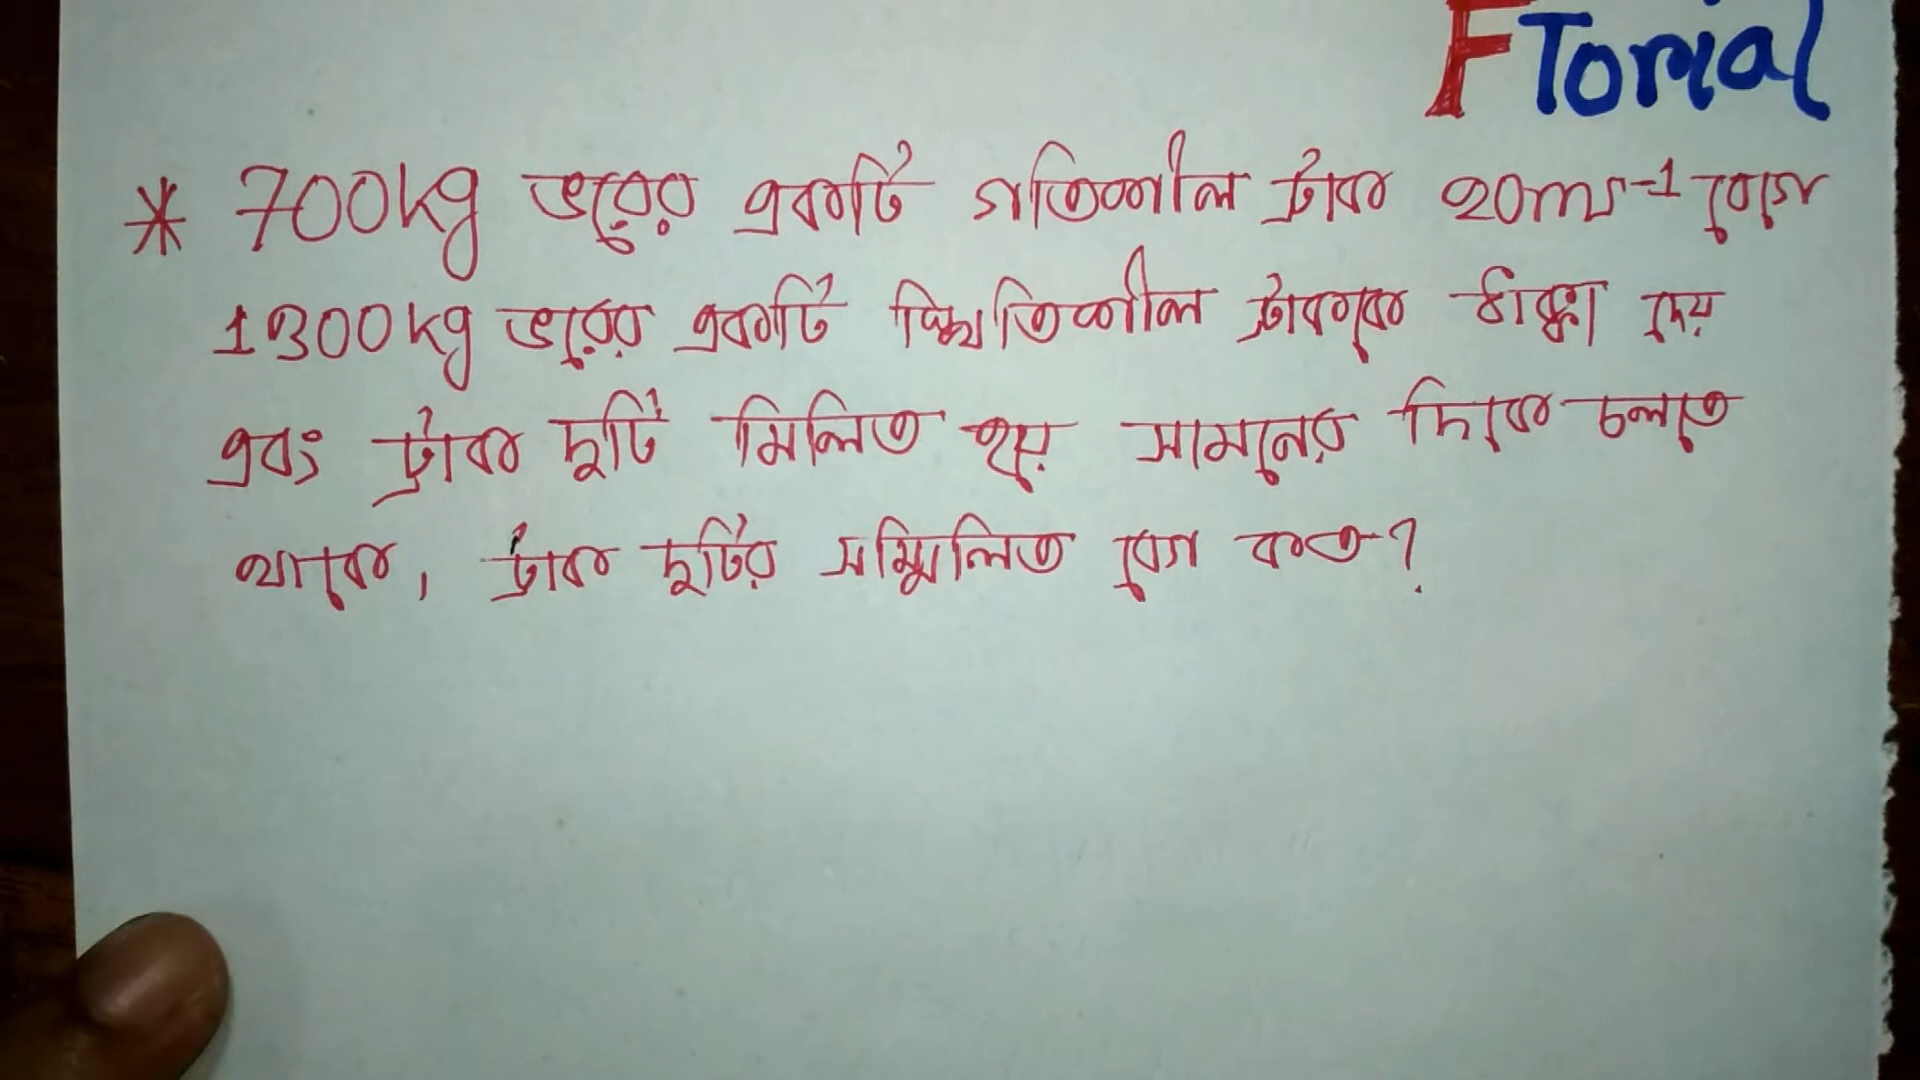 FTorial
* 700kg ভরের একটি গতিশীল ট্রাক 20ms-1 বেগে
1300kg ভরের একটি স্থিতিশীল ট্রাককে ধাক্কা দেয়
এবং ট্রাক দুটি মিলিত হয়ে সামনের দিকে চলতে
থাকে, ট্রাক দুটির সম্মিলিত বেগ কত?